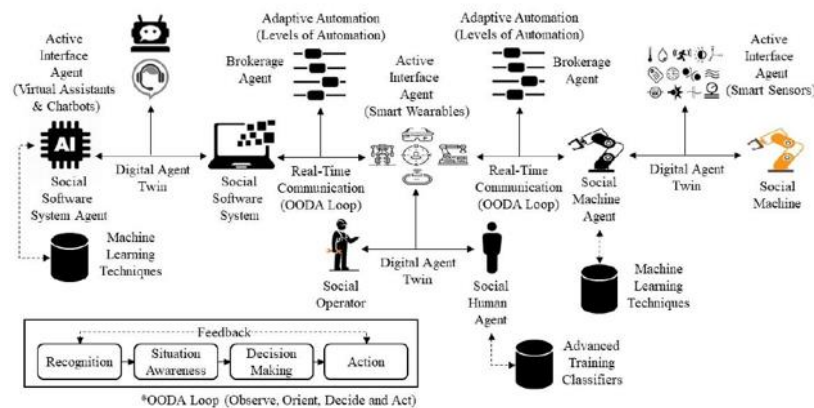 Active
Interface
Agent
(Virtual Assistants
& Chatbots)
AI
Social
Software
System Agent
Digital Agent
Twin
Machine
Learning
Techniques
Adaptive Automation
(Levels of Automation)
Brokerage
Agent
Social
Software
System
Real-Time
Communication
(OODA Loop)
Active
Interface
Agent
(Smart Wearables)
Social
Operator
Digital Agent
Twin
Social
Human
Agent
Advanced
Training
Classifiers
Adaptive Automation
(Levels of Automation)
Brokerage
Agent
Real-Time
Communication
(OODA Loop)
Social
Machine
Agent
Machine
Learning
Techniques
Active
Interface
Agent
(Smart Sensors)
Digital Agent
Twin
Social
Machine
Feedback
Recognition
Situation
Awareness
Decision
Making
Action
*OODA Loop (Observe, Orient, Decide and Act)